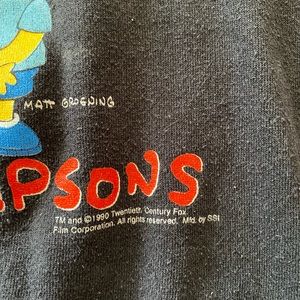 MATT GROENING
PSONS
TM and ©1990 Twentieth Century Fox
Film Corporation. All rights reserved. Mfd. by SSI